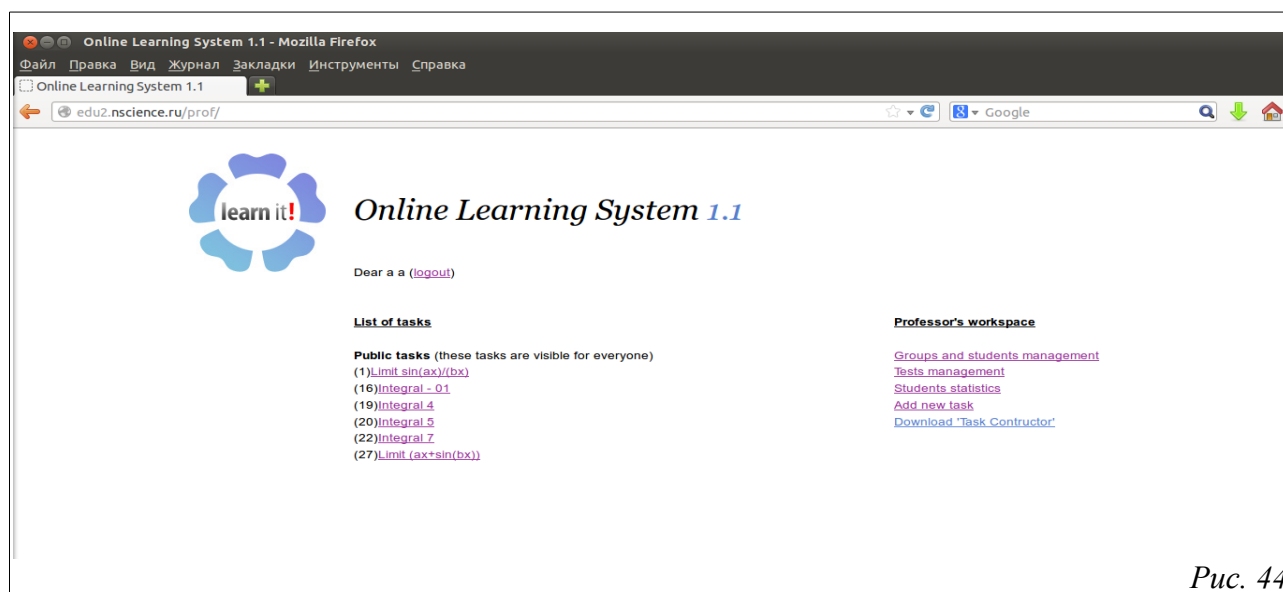 Online Learning System 1.1 - Mozilla Firefox
Файл Правка Вид Журнал Закладки Инструменты Справка
Online Learning System 1.1
edu2.nscience.ru/prof/ Google
learn it!
Online Learning System 1.1
Dear a a (logout)
List of tasks
Public tasks (these tasks are visible for everyone)
(1)Limit sin(ax)/(bx)
(16)Integral - 01
(19)Integral 4
(20)Integral 5
(22)Integral 7
(27)Limit (ax+sin(bx))
Professor's workspace
Groups and students management
Tests management
Students statistics
Add new task
Download 'Task Contructor'
Рис. 44